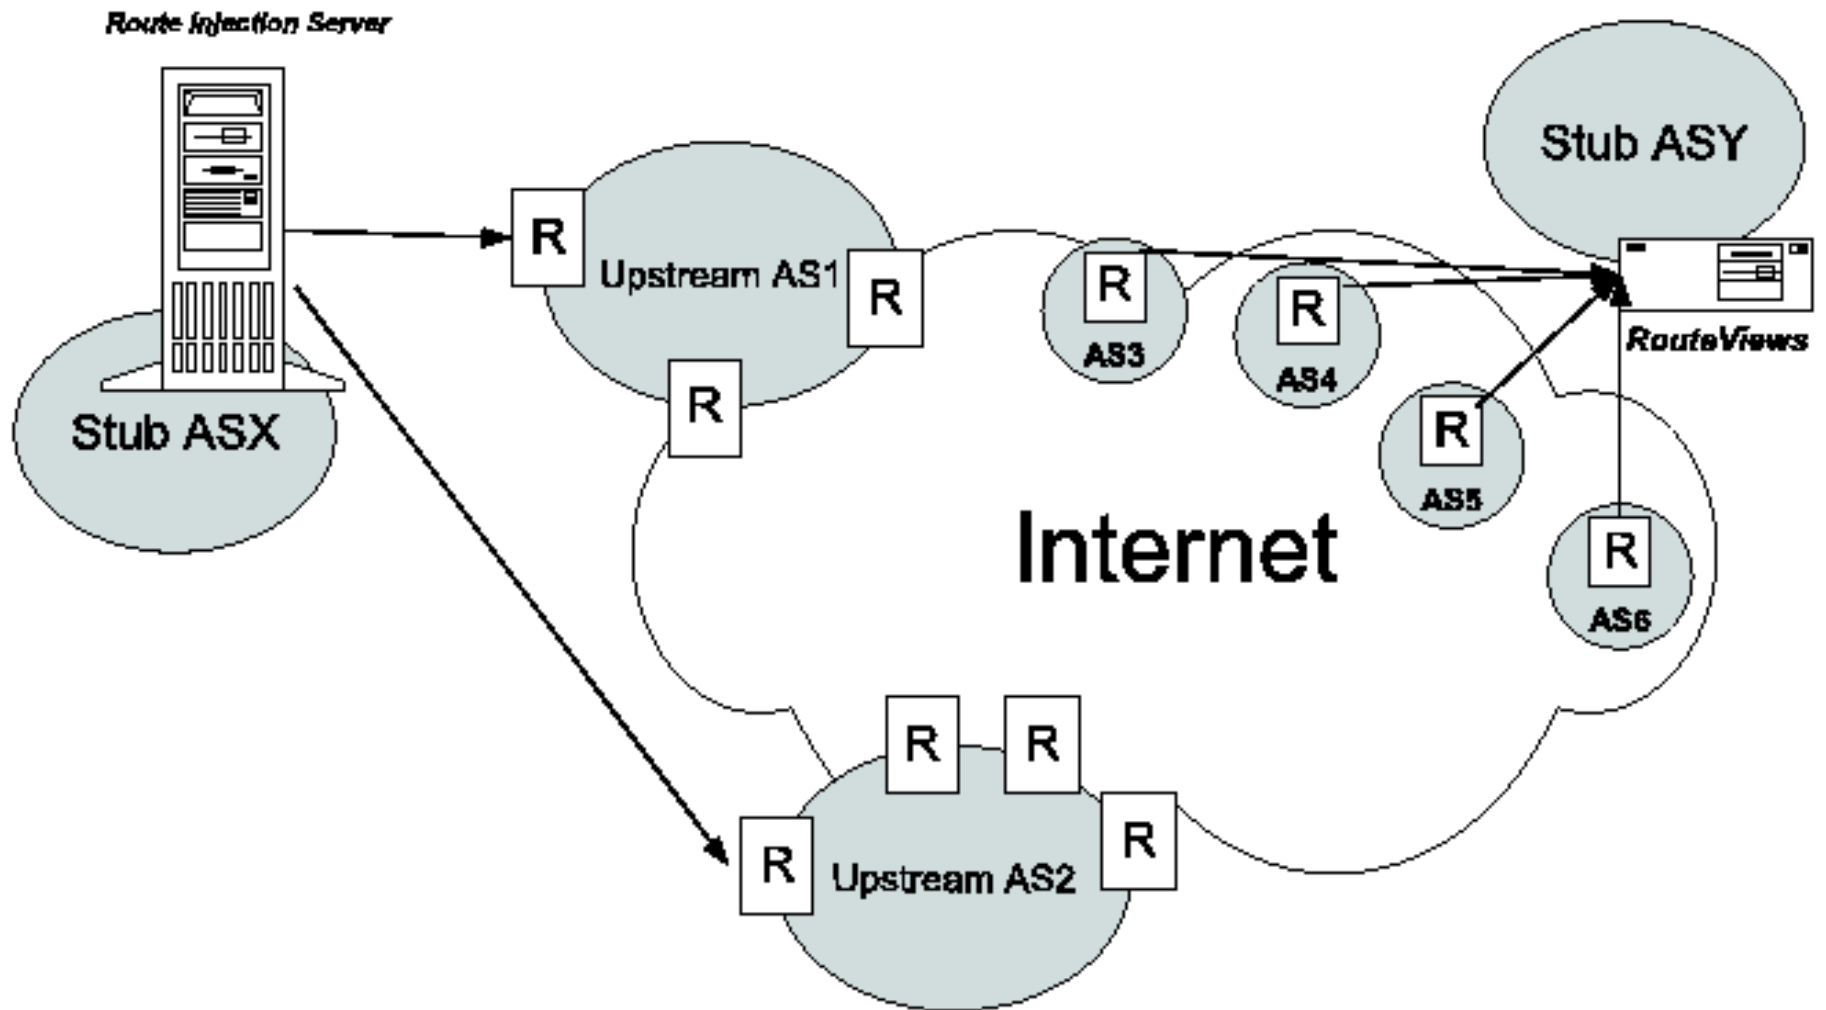 Route Injection Server
Stub ASY
R
Upstream AS1
R
R
AS3
R
AS4
RouteViews
R
Stub ASX
R
AS5
Internet
R
AS6
R
R
R
Upstream AS2
R